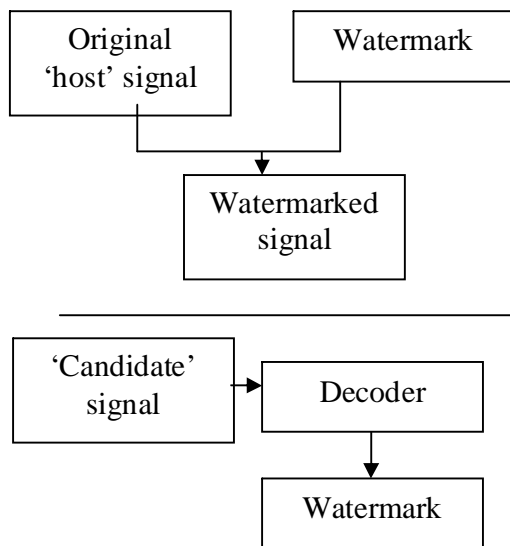 Original
‘host’ signal
Watermark
Watermarked
signal
‘Candidate’
signal
Decoder
Watermark